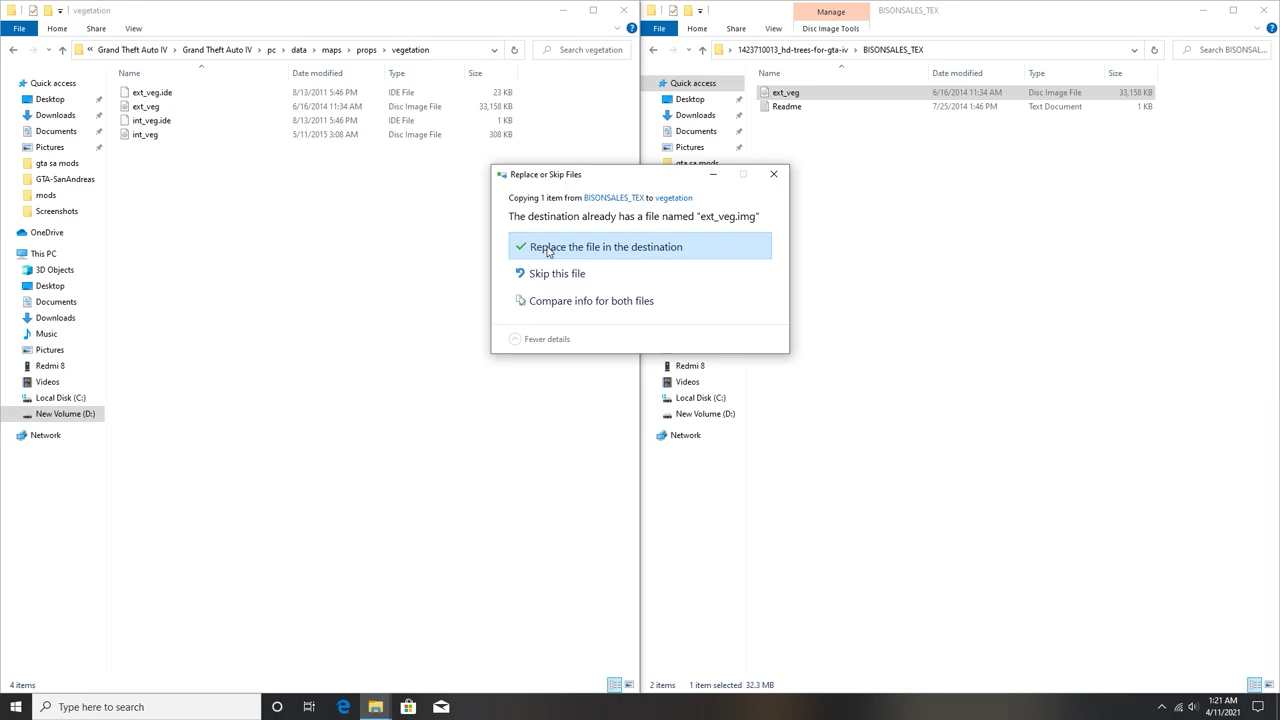 vegetation
File
Home
Share
View
« Grand Theft Auto IV > Grand Theft Auto IV > pc > data > maps > props > vegetation
Search vegetation
Name
Date modified
Type
Size
ext_veg.ide
8/13/2011 5:46 PM
IDE File
23 KB
ext_veg
6/16/2014 11:34 AM
Disc Image File
33,158 KB
int_veg.ide
8/13/2011 5:46 PM
IDE File
1 KB
int_veg
5/11/2015 3:08 AM
Disc Image File
308 KB
Quick access
Desktop
Downloads
Documents
Pictures
gta sa mods
GTA-SanAndreas
mods
Screenshots
OneDrive
This PC
3D Objects
Desktop
Documents
Downloads
Music
Pictures
Redmi 8
Videos
Local Disk (C:)
New Volume (D:)
Network
4 items
Manage
BISONSALES_TEX
File
Home
Share
View
Disc Image Tools
> 1423710013_hd-trees-for-gta-iv > BISONSALES_TEX
Search BISONSAL...
Name
Date modified
Type
Size
ext_veg
6/16/2014 11:34 AM
Disc Image File
33,158 KB
Readme
7/25/2014 1:46 PM
Text Document
1 KB
Quick access
Desktop
Downloads
Documents
Pictures
gta sa mods
Redmi 8
Videos
Local Disk (C:)
New Volume (D:)
Network
2 items
1 item selected 32.3 MB
Replace or Skip Files
Copying 1 item from BISONSALES_TEX to vegetation
The destination already has a file named "ext_veg.img"
Replace the file in the destination
Skip this file
Compare info for both files
Fewer details
Type here to search
1:21 AM
4/11/2021